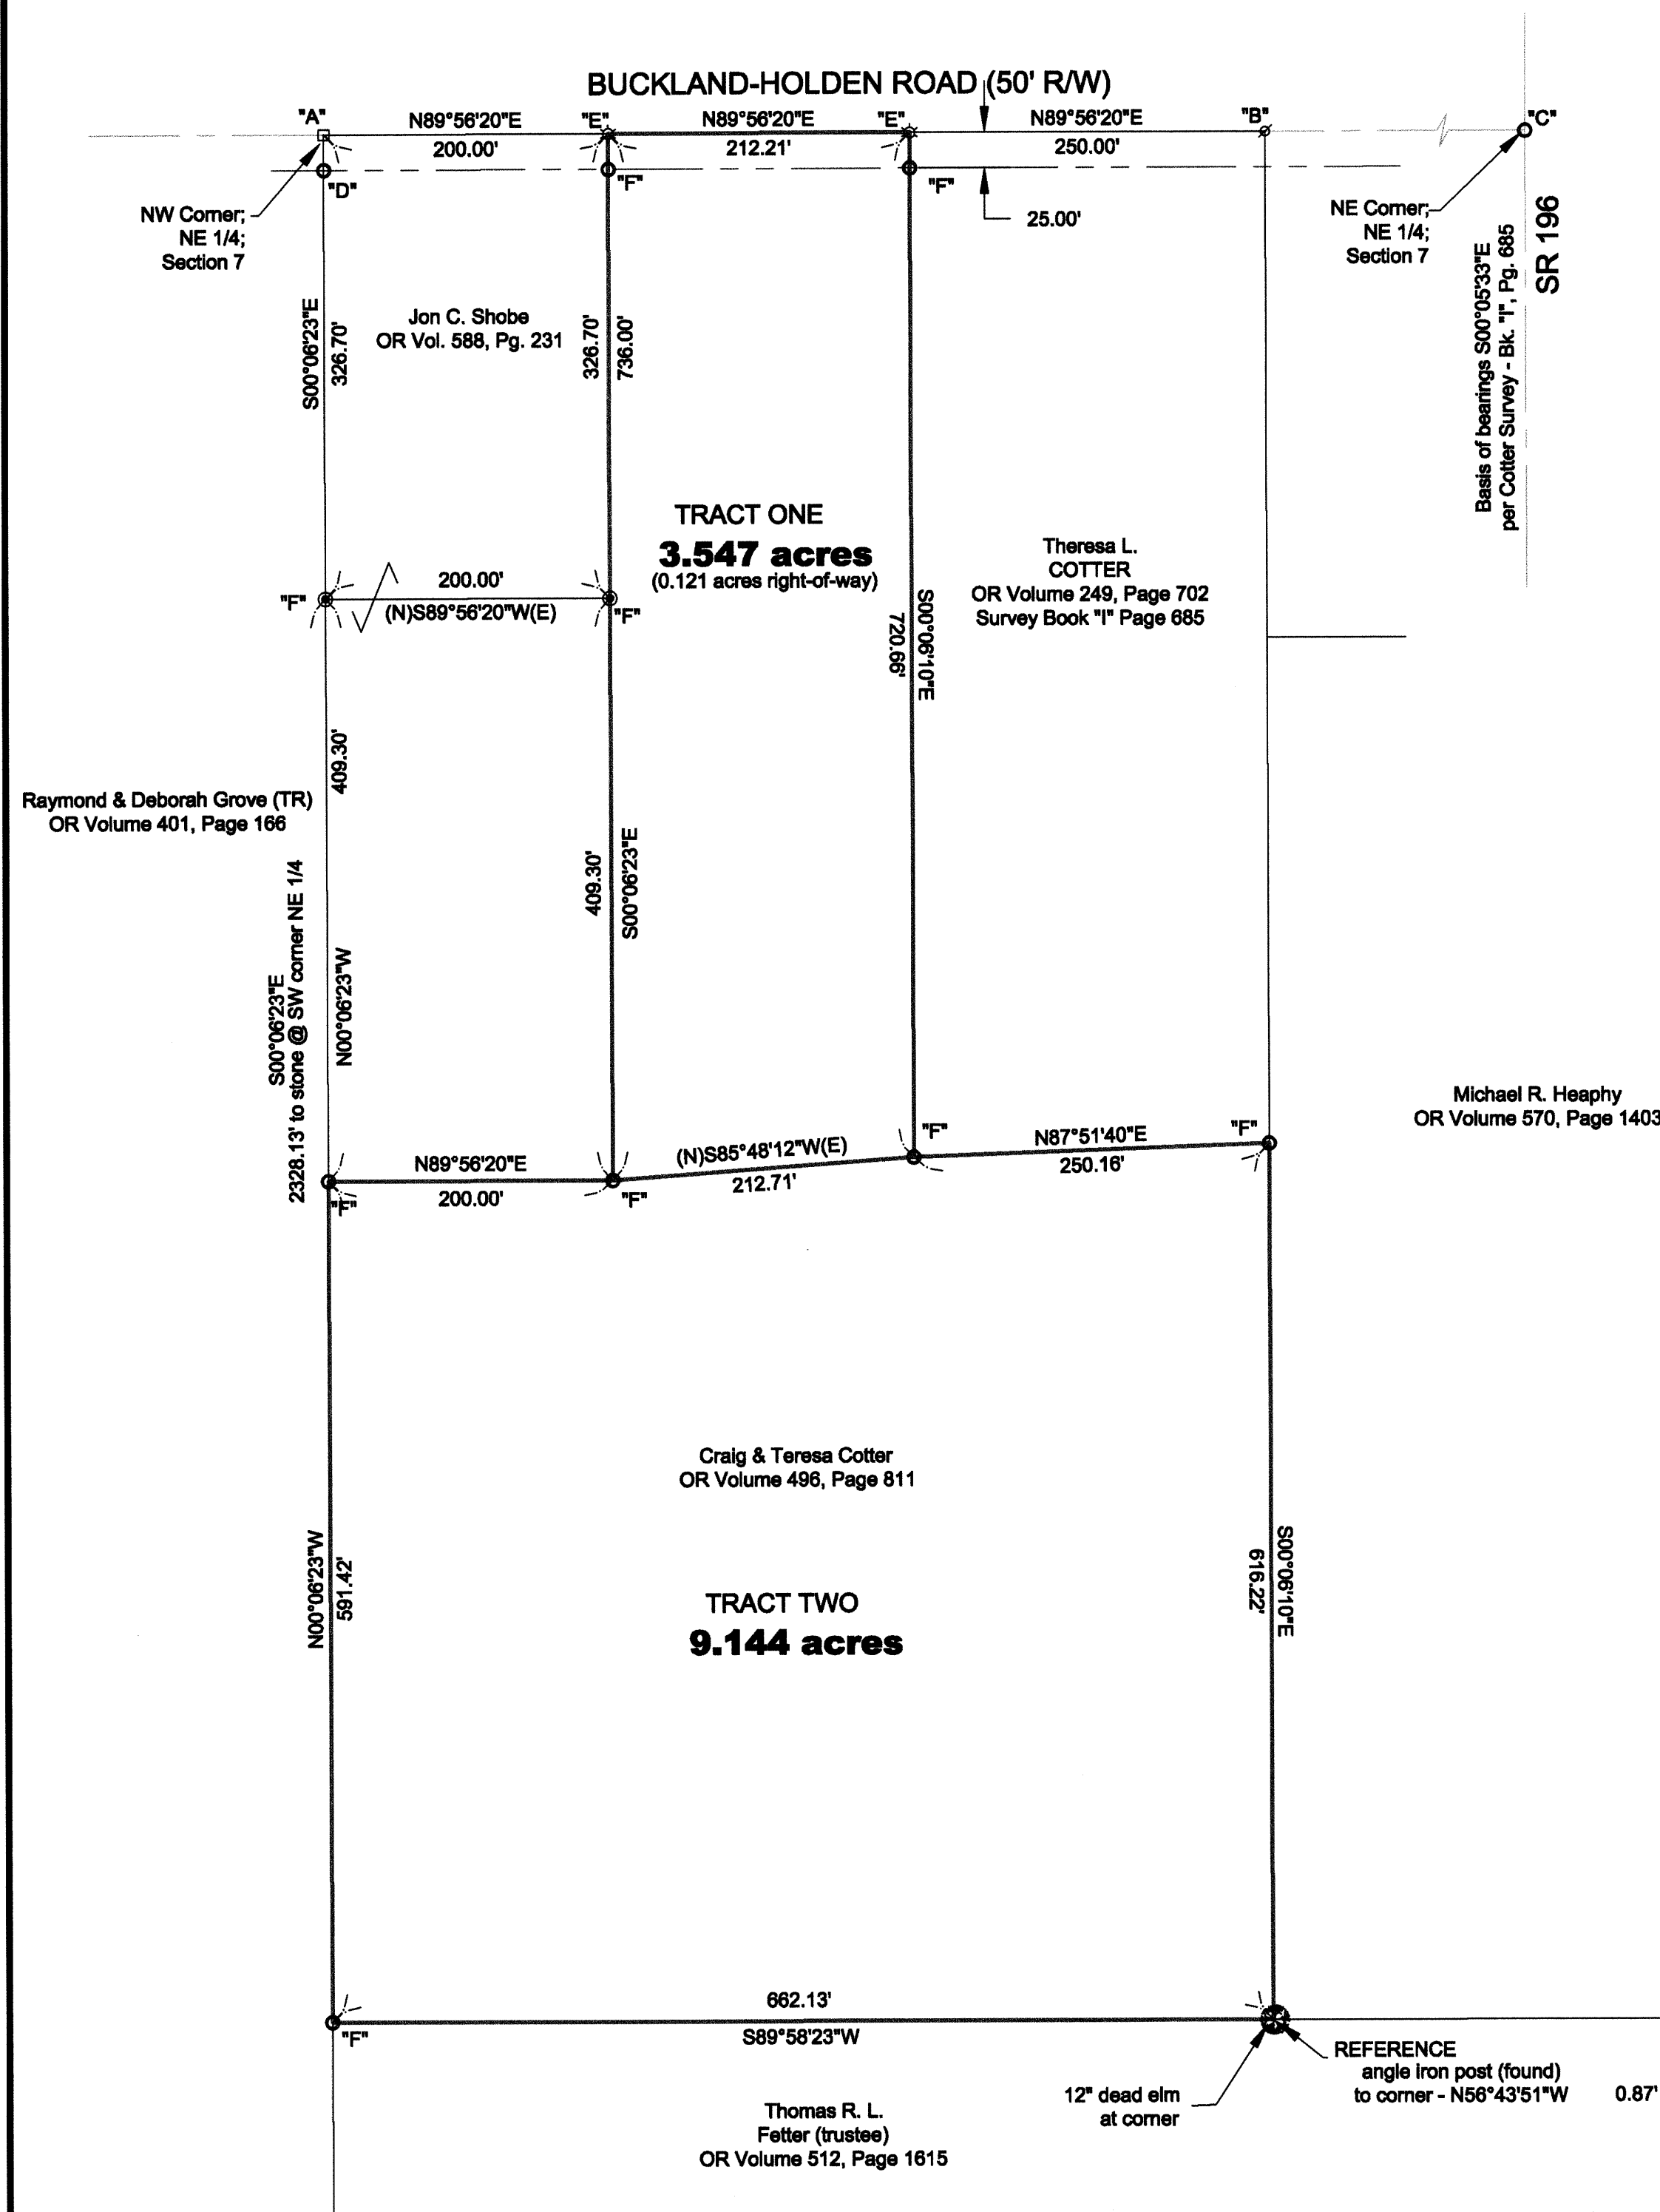 BUCKLAND-HOLDEN ROAD (50' R/W)
"A"
N89°56'20"E
200.00'
"E"
N89°56'20"E
212.21'
"E"
N89°56'20"E
250.00'
"B"
"C"
"D"
"F"
"F"
25.00'
NW Corner;
NE 1/4;
Section 7
NE Corner;
NE 1/4;
Section 7
SR 196
Basis of bearings S00°05'33"E
per Cotter Survey - Bk. "I", Pg. 685
S00°06'23"E
326.70'
Jon C. Shobe
OR Vol. 588, Pg. 231
326.70'
736.00'
TRACT ONE
3.547 acres
(0.121 acres right-of-way)
Theresa L.
COTTER
OR Volume 249, Page 702
Survey Book "I" Page 685
S00°06'10"E
720.66'
"F"
200.00'
(N)S89°56'20"W(E)
"F"
409.30'
Raymond & Deborah Grove (TR)
OR Volume 401, Page 166
409.30'
S00°06'23"E
S00°06'23"E
2328.13' to stone @ SW corner NE 1/4
N00°06'23"W
Michael R. Heaphy
OR Volume 570, Page 1403
N89°56'20"E
200.00'
"F"
"F"
(N)S85°48'12"W(E)
212.71'
"F"
N87°51'40"E
250.16'
"F"
Craig & Teresa Cotter
OR Volume 496, Page 811
N00°06'23"W
591.42'
S00°06'10"E
616.22'
TRACT TWO
9.144 acres
662.13'
S89°58'23"W
"F"
REFERENCE
angle iron post (found)
to corner - N56°43'51"W 0.87'
12" dead elm
at corner
Thomas R. L.
Fetter (trustee)
OR Volume 512, Page 1615